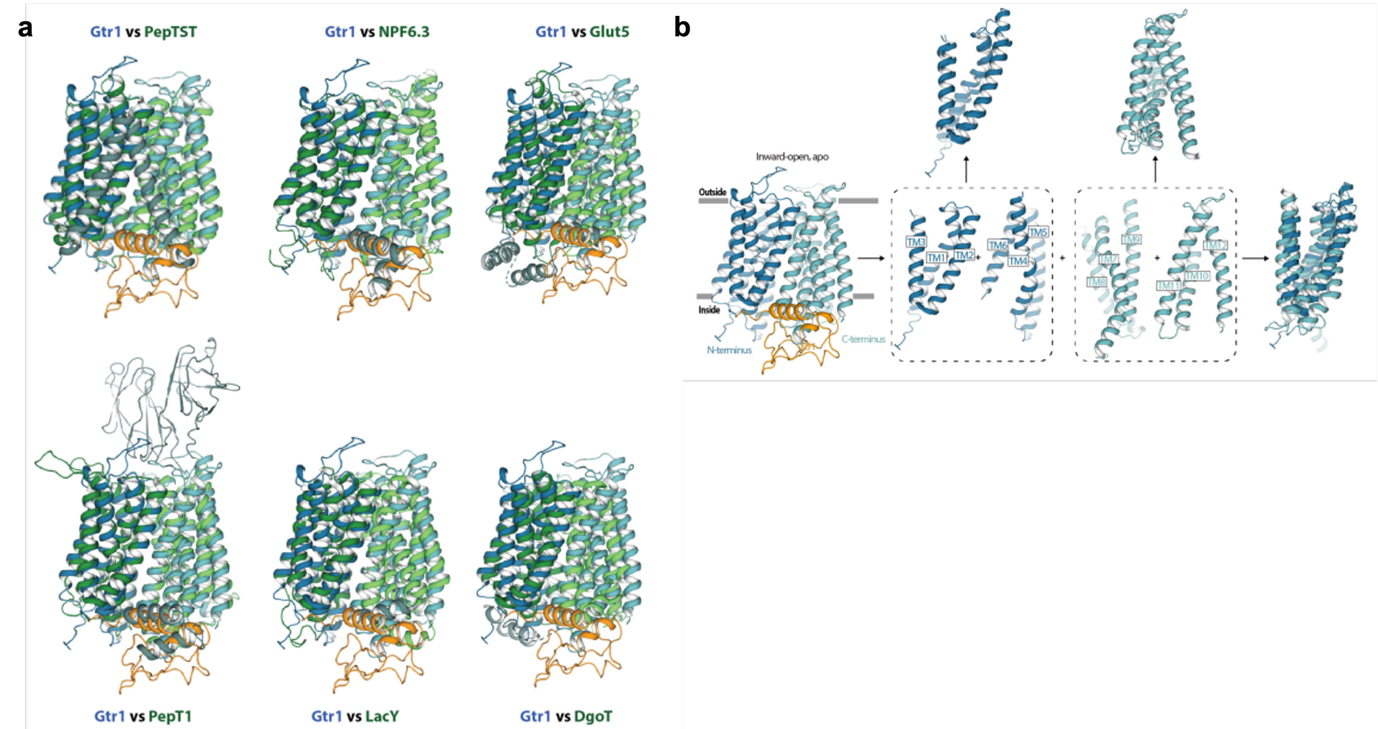 a
Gtr1 vs PepTST
Gtr1 vs NPF6.3
Gtr1 vs Glut5
Gtr1 vs PepT1
Gtr1 vs LacY
Gtr1 vs DgoT
b
Inward-open, apo
Outside
Inside
N-terminus
C-terminus
TM3
TM1
TM2
+
TM6
TM5
TM4
+
TM9
TM7
TM8
+
TM12
TM10
TM11